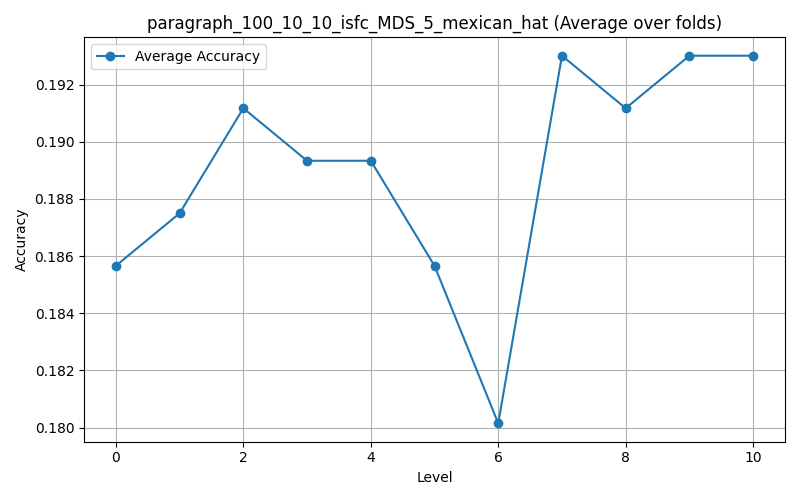 paragraph_100_10_10_isfc_MDS_5_mexican_hat (Average over folds)
Average Accuracy
0.192
0.190
0.188
0.186
0.184
0.182
0.180
Accuracy
0 2 4 6 8 10
Level